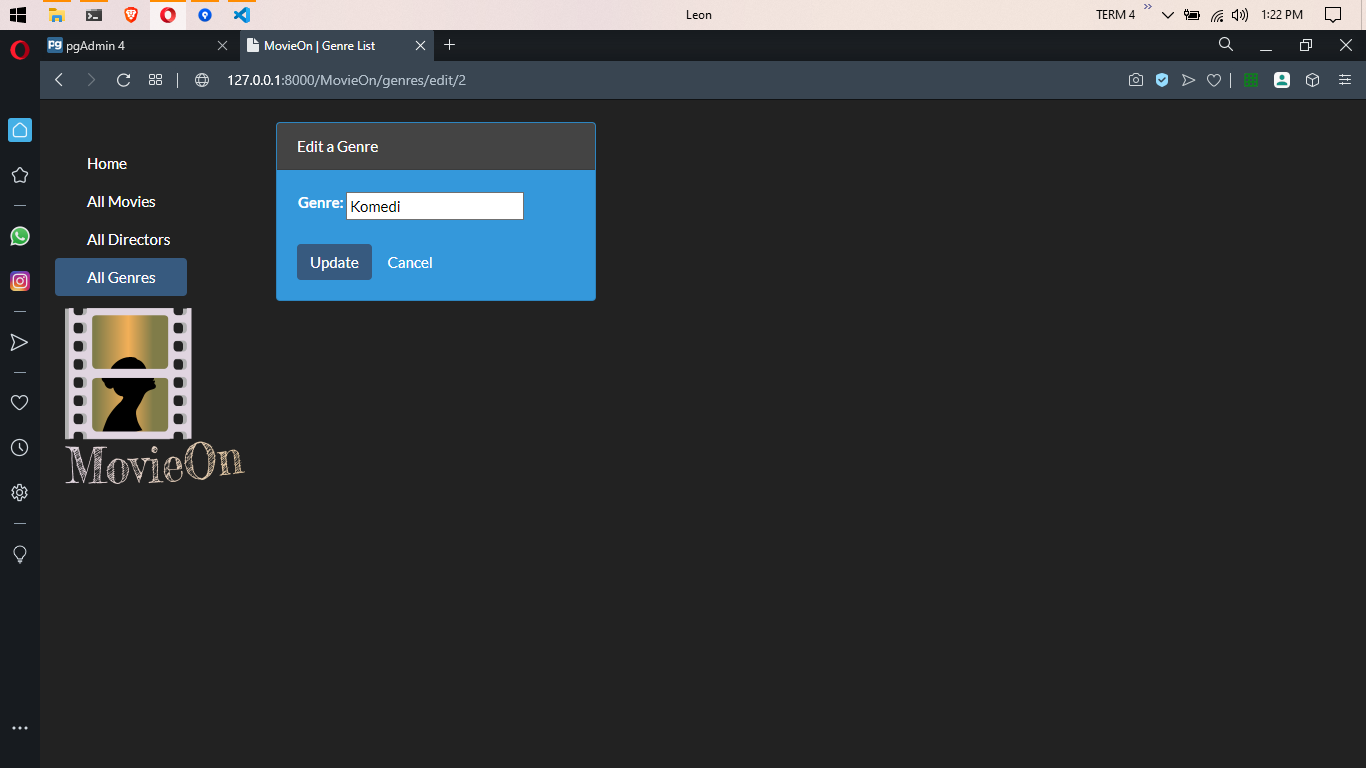 Leon
TERM 4
1:22 PM
pgAdmin 4
MovieOn | Genre List
127.0.0.1:8000/MovieOn/genres/edit/2
Home
All Movies
All Directors
All Genres
MovieOn
Edit a Genre
Genre: Komedi
Update Cancel